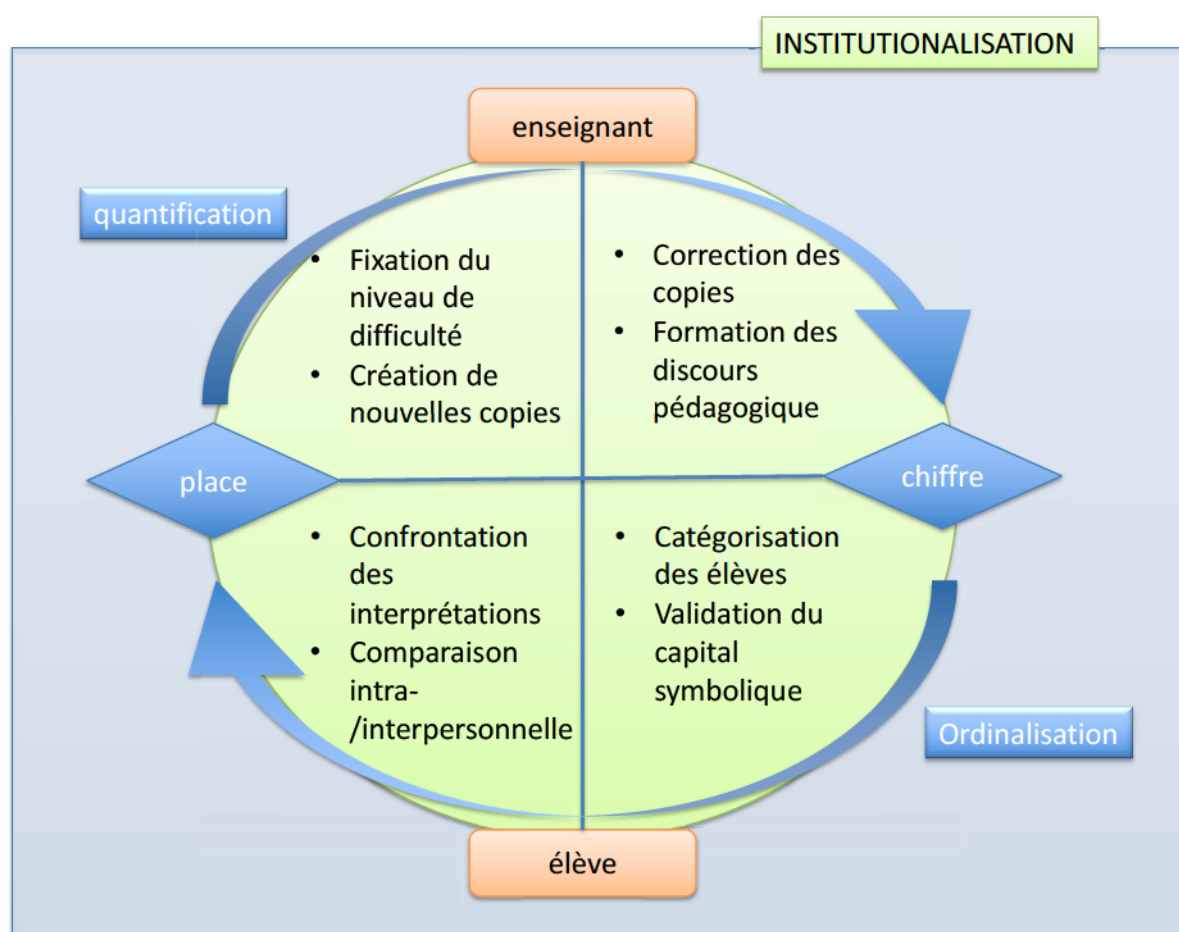 INSTITUTIONALISATION
enseignant
quantification
• Fixation du
niveau de
difficulté
• Création de
nouvelles copies
• Correction des
copies
• Formation des
discours
pédagogique
place
chiffre
• Confrontation
des
interprétations
• Comparaison
intra-
/interpersonnelle
• Catégorisation
des élèves
• Validation du
capital
symbolique
Ordinalisation
élève